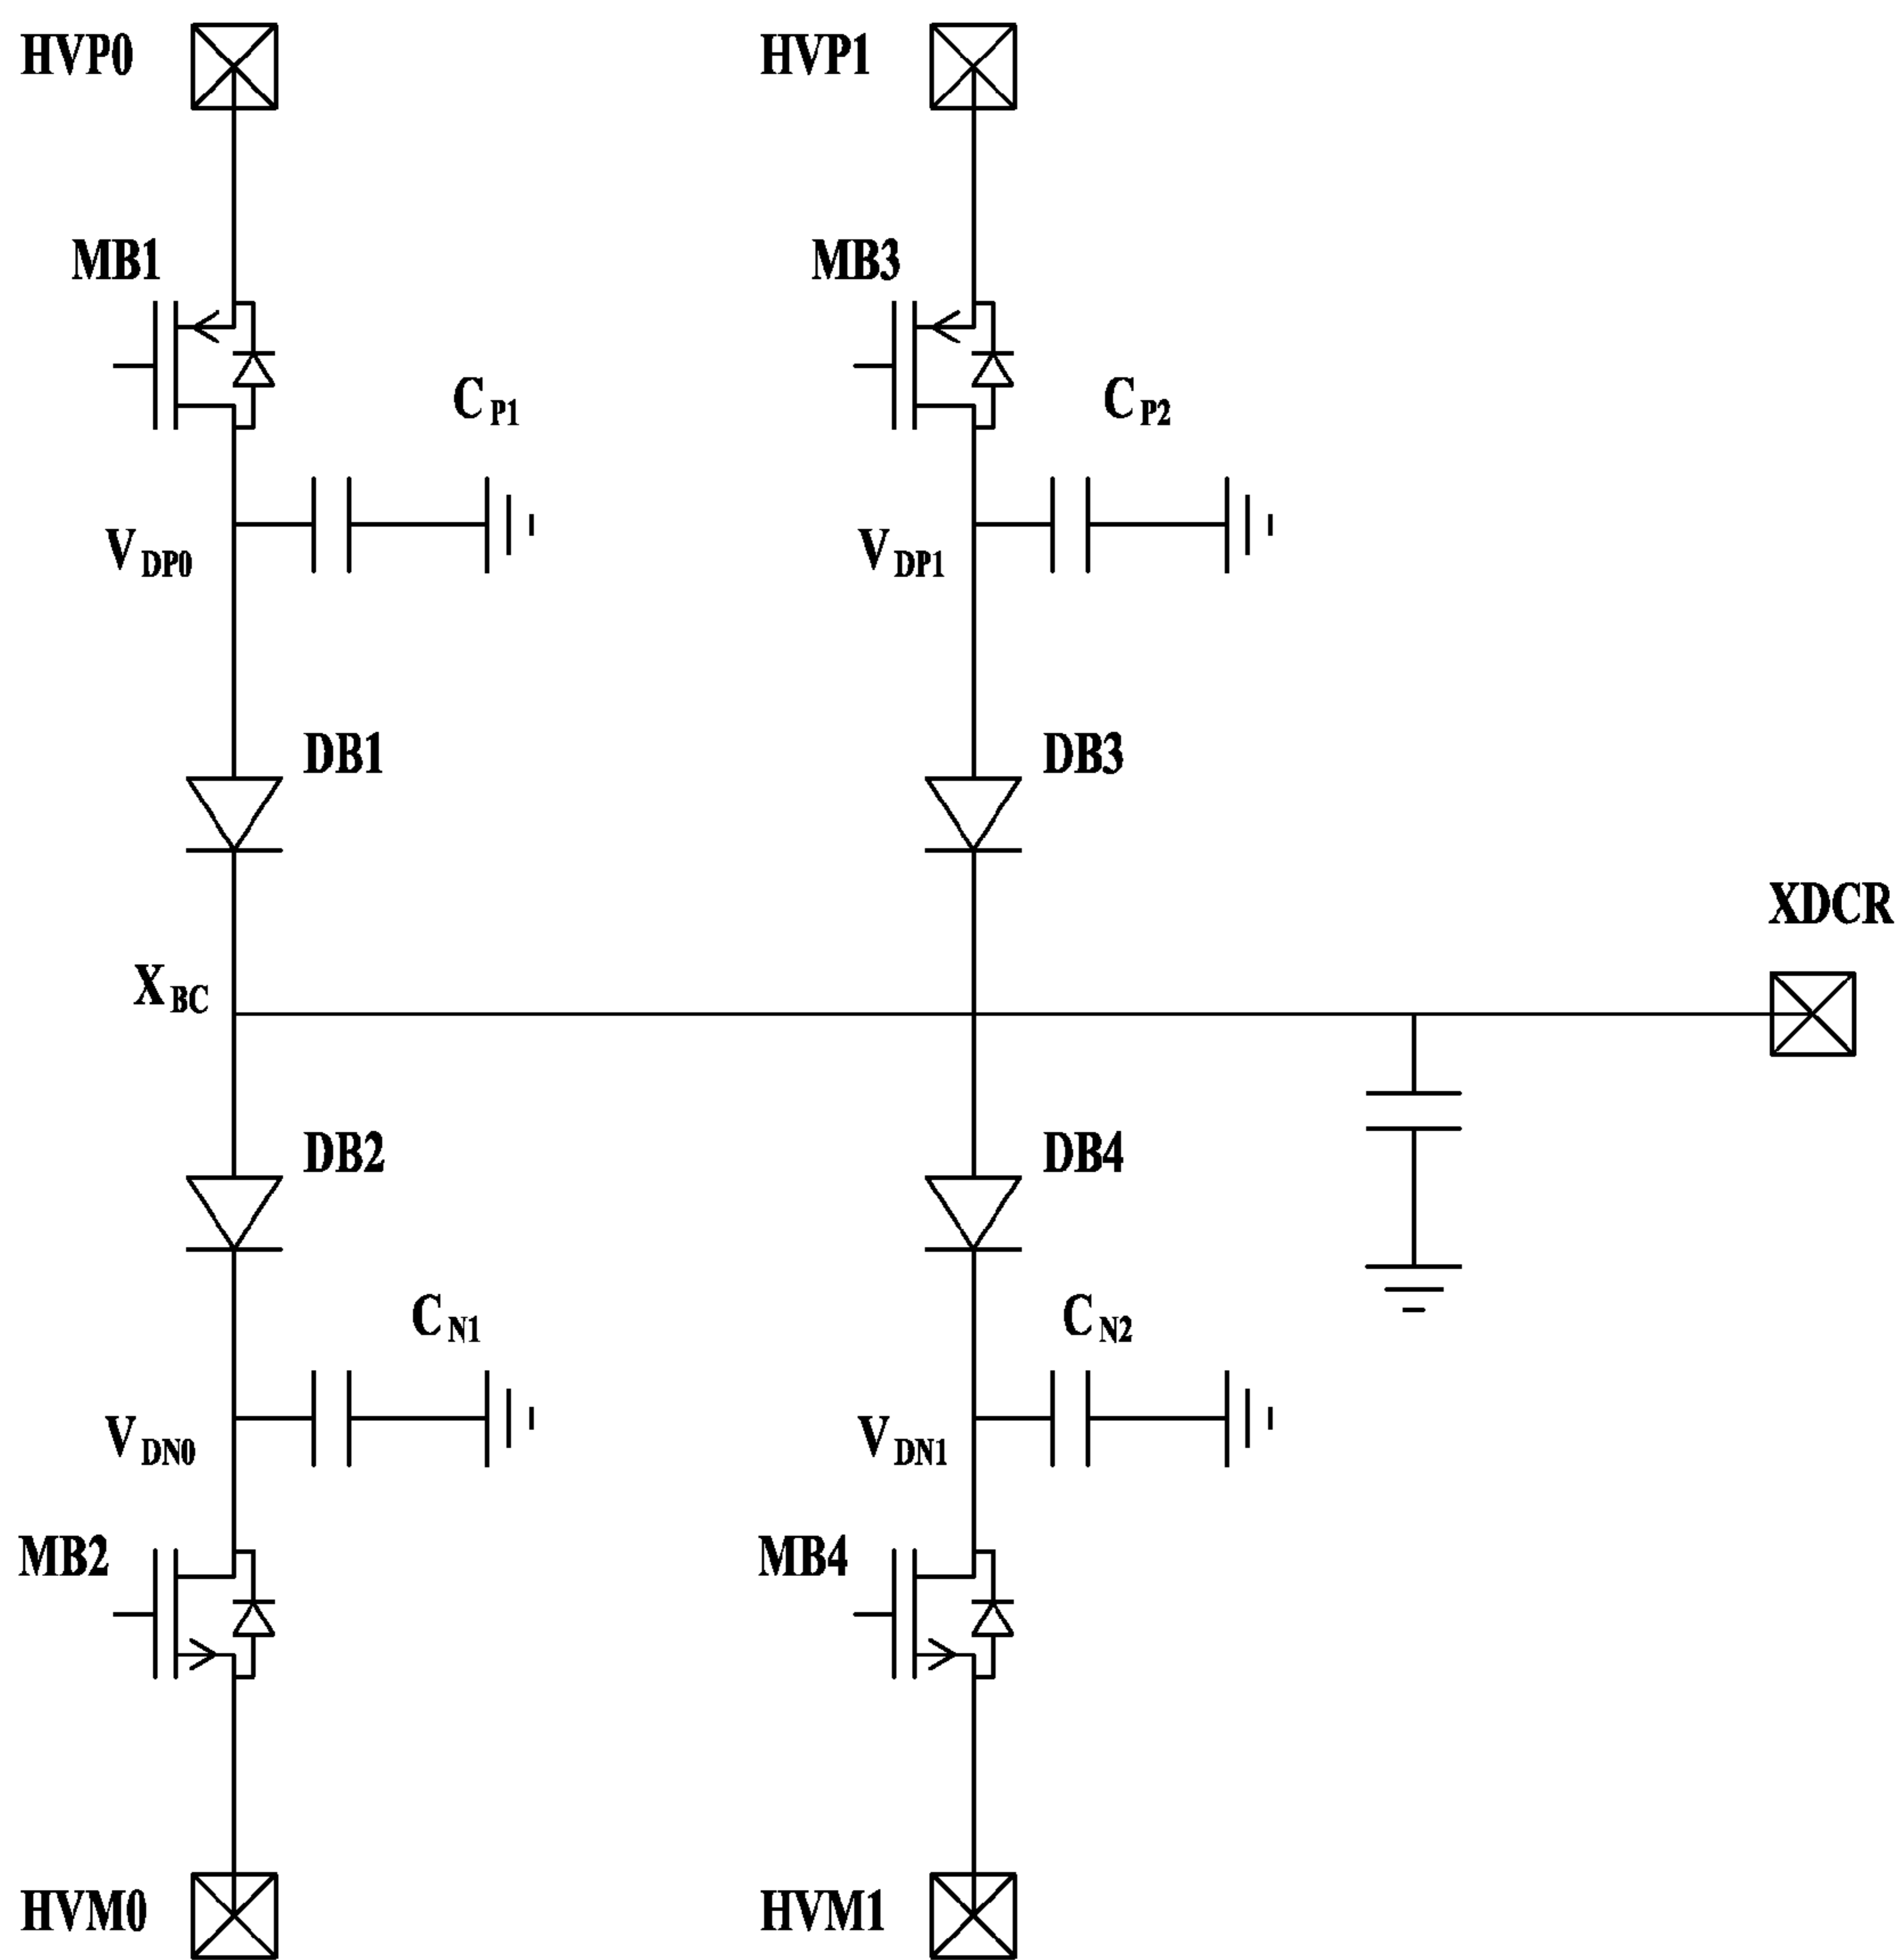 HVP0
HVP1
MB1
MB3
CP1
CP2
VDP0
VDP1
DB1
DB3
XDCR
XBC
DB2
DB4
CN1
CN2
VDN0
VDN1
MB2
MB4
HVM0
HVM1